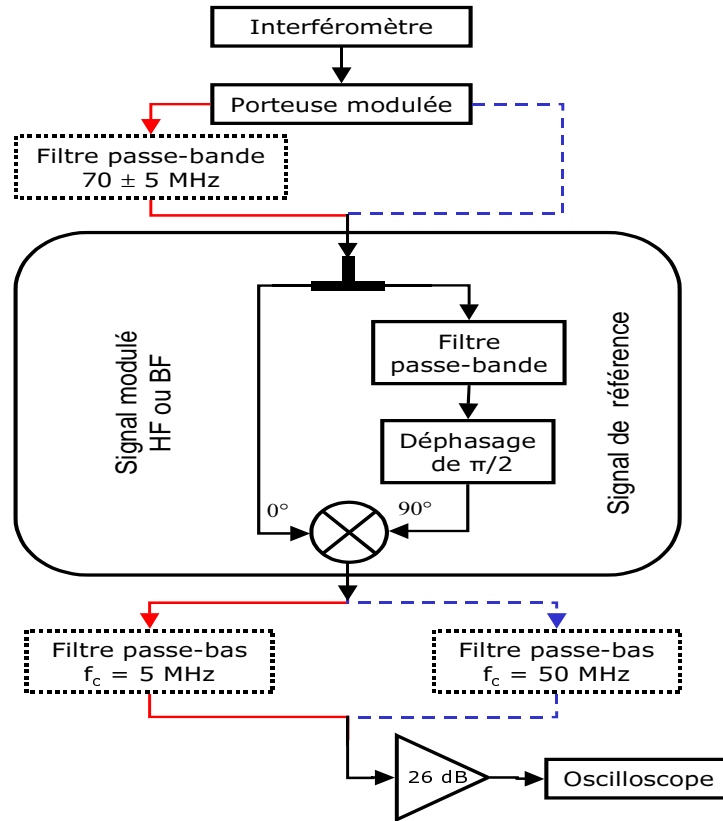 Interféromètre
Porteuse modulée
Filtre passe-bande
70 ± 5 MHz
Signal modulé
HF ou BF
Filtre
passe-bande
Déphasage
de π/2
Signal de référence
0°
90°
Filtre passe-bas
f_c = 5 MHz
Filtre passe-bas
f_c = 50 MHz
26 dB
Oscilloscope